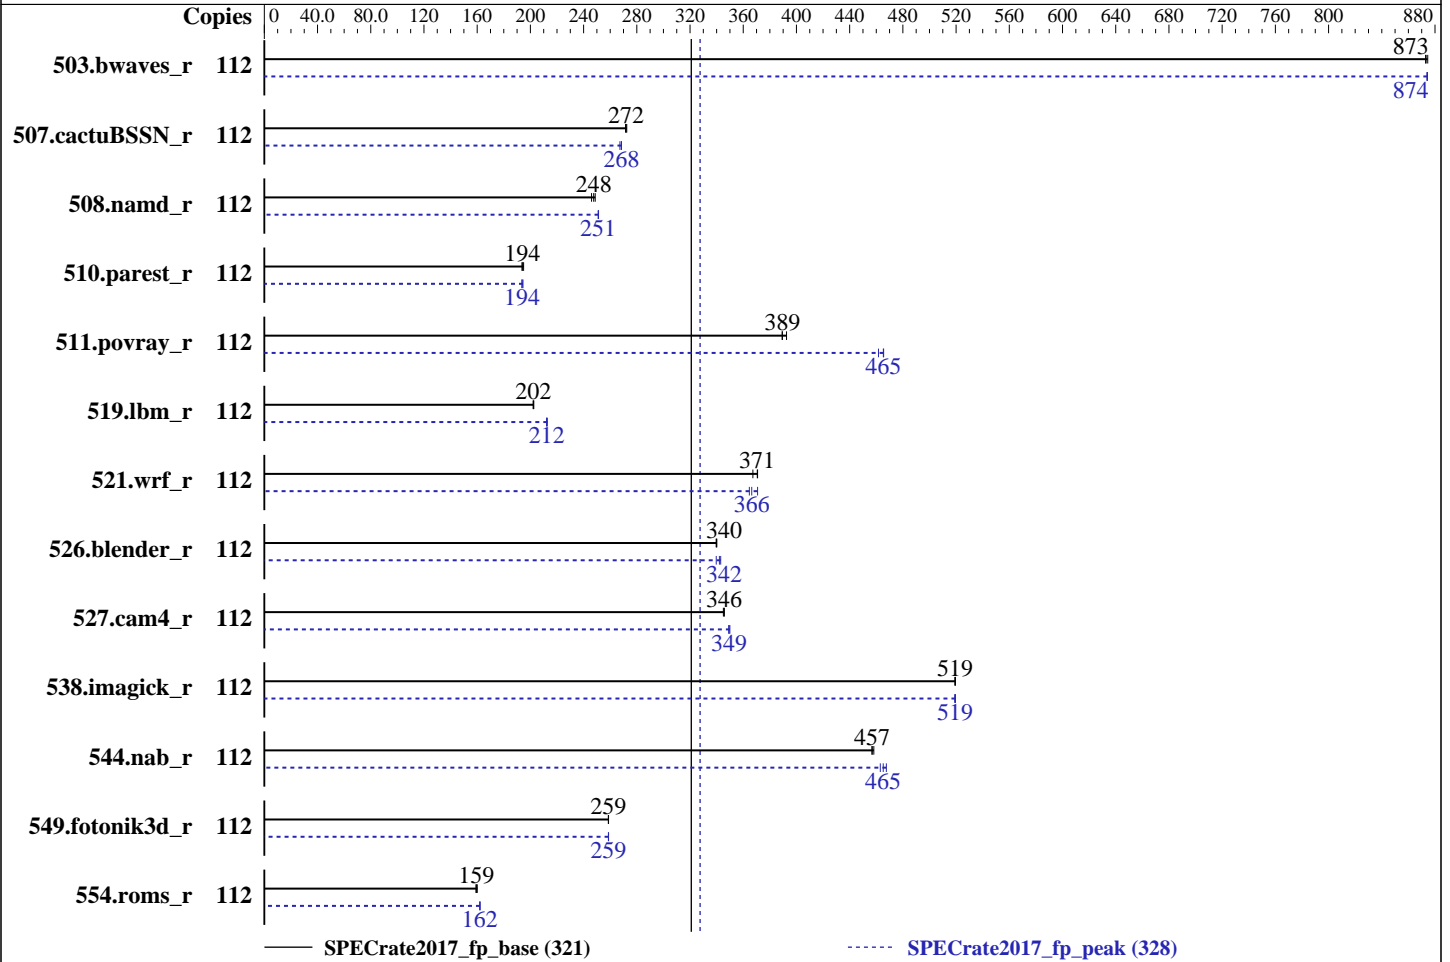 Copies 0 40.0 80.0 120 160 200 240 280 320 360 400 440 480 520 560 600 640 680 720 760 800 880
503.bwaves_r 112 873
874
507.cactuBSSN_r 112 272
268
508.namd_r 112 248
251
510.parest_r 112 194
194
511.povray_r 112 389
465
519.lbm_r 112 202
212
521.wrf_r 112 371
366
526.blender_r 112 340
342
527.cam4_r 112 346
349
538.imagick_r 112 519
519
544.nab_r 112 457
465
549.fotonik3d_r 112 259
259
554.roms_r 112 159
162
SPECrate2017_fp_base (321) SPECrate2017_fp_peak (328)